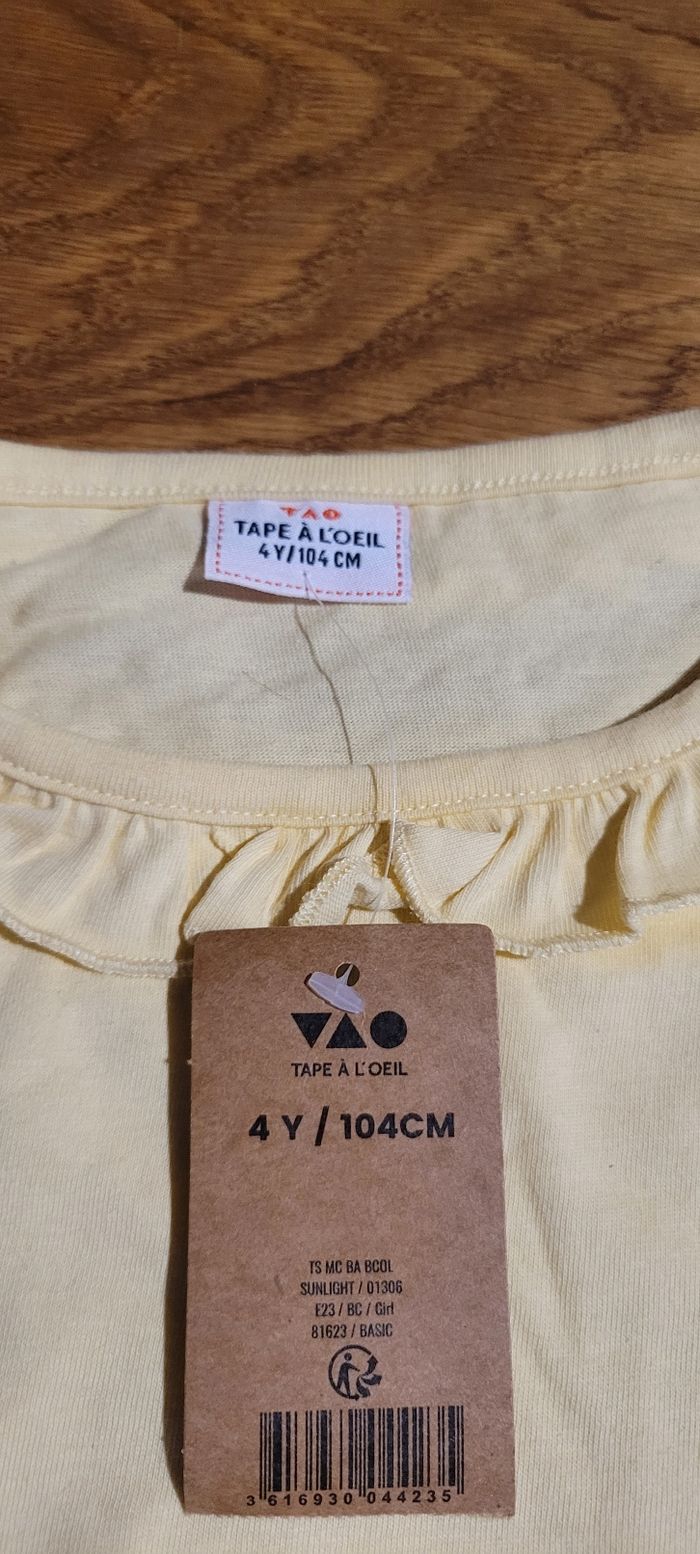 TAO
TAPE À L'OEIL
4Y/104 CM
TAO
TAPE À L'OEIL
4 Y / 104CM
TS MC BA BCOL
SUNLIGHT / 01306
E23 / BC / Girl
81623 / BASIC
3 616930 044235